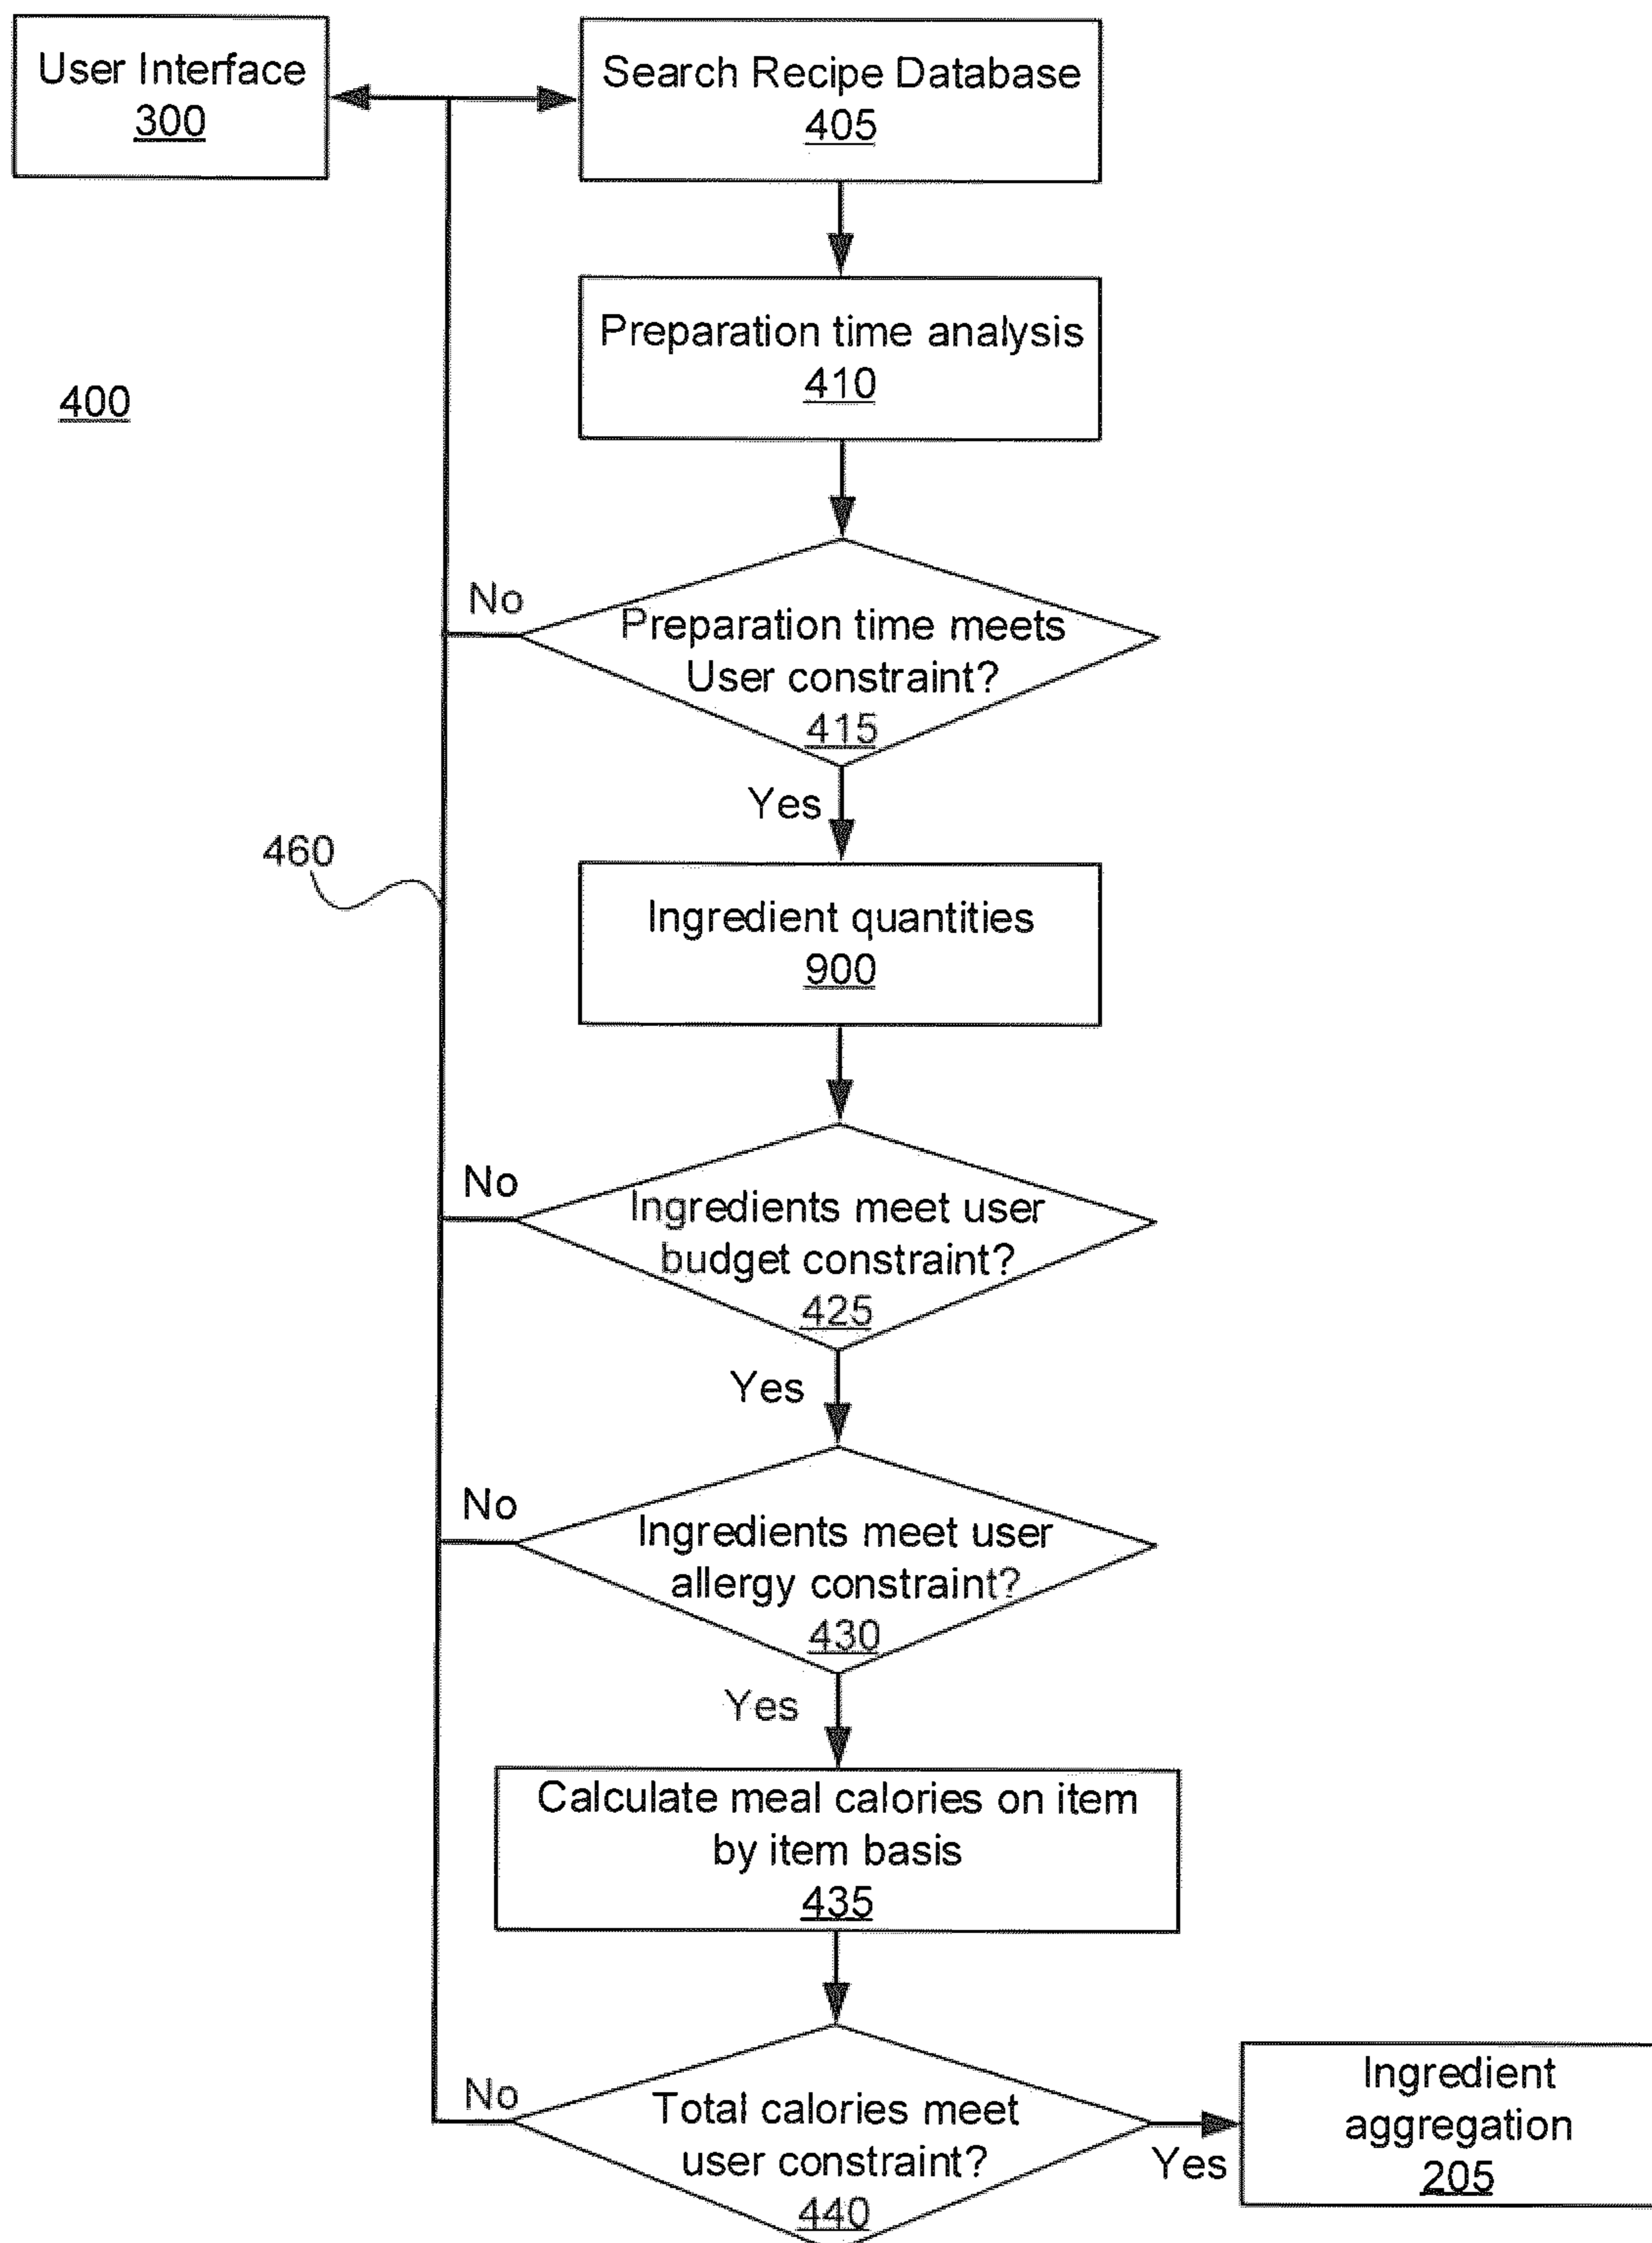 User Interface
300
Search Recipe Database
405
Preparation time analysis
410
400
No
Preparation time meets
User constraint?
415
Yes
460
Ingredient quantities
900
No
Ingredients meet user
budget constraint?
425
Yes
No
Ingredients meet user
allergy constraint?
430
Yes
Calculate meal calories on item
by item basis
435
No
Total calories meet
user constraint?
440
Yes
Ingredient
aggregation
205